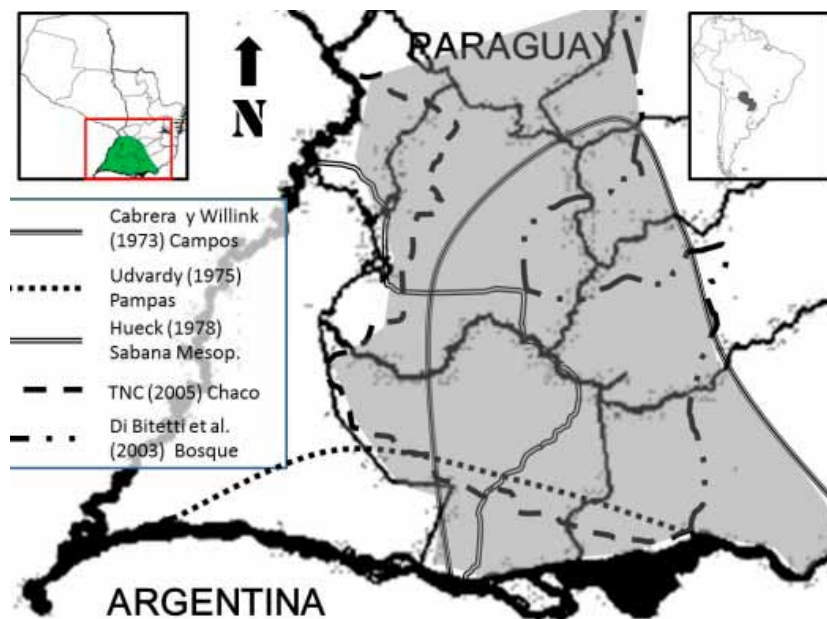 PARAGUAY
N
Cabrera y Willink
(1973) Campos
Udvardy (1975)
Pampas
Hueck (1978)
Sabana Mesop.
TNC (2005) Chaco
Di Bitetti et al.
(2003) Bosque
ARGENTINA